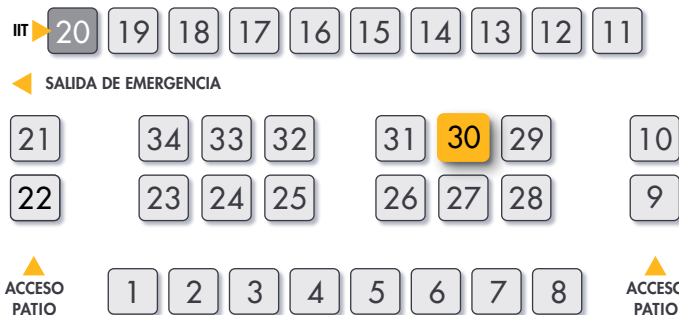 IIT 20 19 18 17 16 15 14 13 12 11
SALIDA DE EMERGENCIA
21 34 33 32 31 30 29 10
22 23 24 25 26 27 28 9
ACCESO
PATIO
1 2 3 4 5 6 7 8
ACCESO
PATIO